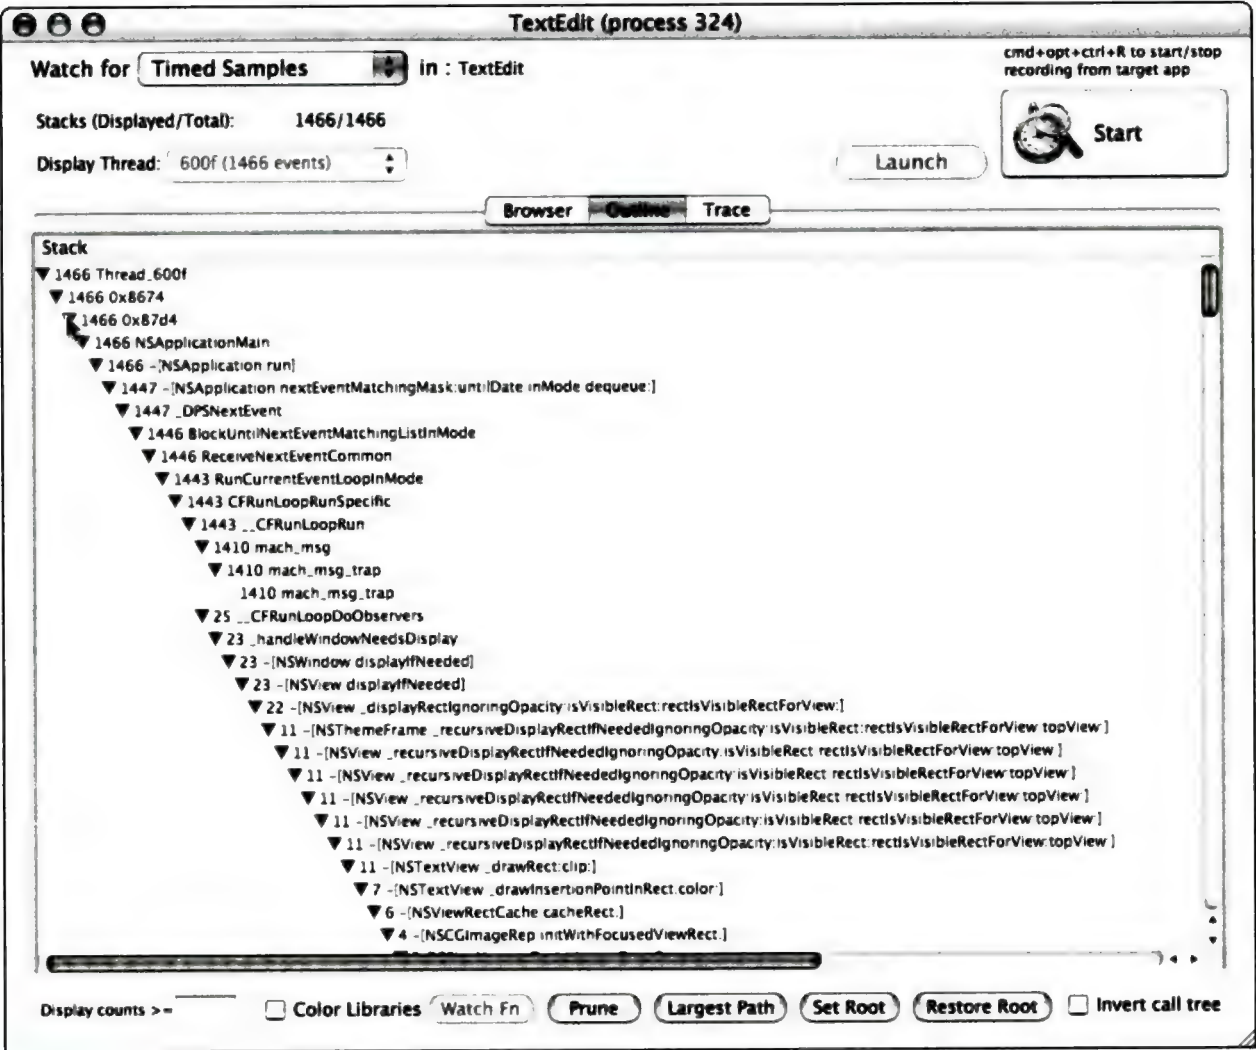 TextEdit (process 324)
cmd+opt+ctrl+R to start/stop
recording from target app
Watch for Timed Samples in : TextEdit
Stacks (Displayed/Total): 1466/1466
Start
Display Thread: 600f (1466 events)
Launch
Browser Outline Trace
Stack
1466 Thread_600f
1466 0x8674
1466 0x87d4
1466 NSApplicationMain
1466 -[NSApplication run]
1447 -[NSApplication nextEventMatchingMask:untilDate:inMode:dequeue:]
1447 _DPSNextEvent
1446 BlockUntilNextEventMatchingListInMode
1446 ReceiveNextEventCommon
1443 RunCurrentEventLoopInMode
1443 CFRunLoopRunSpecific
1443 __CFRunLoopRun
1410 mach_msg
1410 mach_msg_trap
1410 mach_msg_trap
25 __CFRunLoopDoObservers
23 _handleWindowNeedsDisplay
23 -[NSWindow displayIfNeeded]
23 -[NSView displayIfNeeded]
22 -[NSView _displayRectIgnoringOpacity:isVisibleRect:rectIsVisibleRectForView:]
11 -[NSThemeFrame _recursiveDisplayRectIfNeededIgnoringOpacity:isVisibleRect:rectIsVisibleRectForView:topView:]
11 -[NSView _recursiveDisplayRectIfNeededIgnoringOpacity:isVisibleRect:rectIsVisibleRectForView:topView:]
11 -[NSView _recursiveDisplayRectIfNeededIgnoringOpacity:isVisibleRect:rectIsVisibleRectForView:topView:]
11 -[NSView _recursiveDisplayRectIfNeededIgnoringOpacity:isVisibleRect:rectIsVisibleRectForView:topView:]
11 -[NSView _recursiveDisplayRectIfNeededIgnoringOpacity:isVisibleRect:rectIsVisibleRectForView:topView:]
11 -[NSView _recursiveDisplayRectIfNeededIgnoringOpacity:isVisibleRect:rectIsVisibleRectForView:topView:]
11 -[NSTextView _drawRect:clip:]
7 -[NSTextView _drawInsertionPointInRect:color:]
6 -[NSViewRectCache cacheRect:]
4 -[NSCGImageRep initWithFocusedViewRect:]
Display counts >= Color Libraries Watch Fn Prune Largest Path Set Root Restore Root Invert call tree